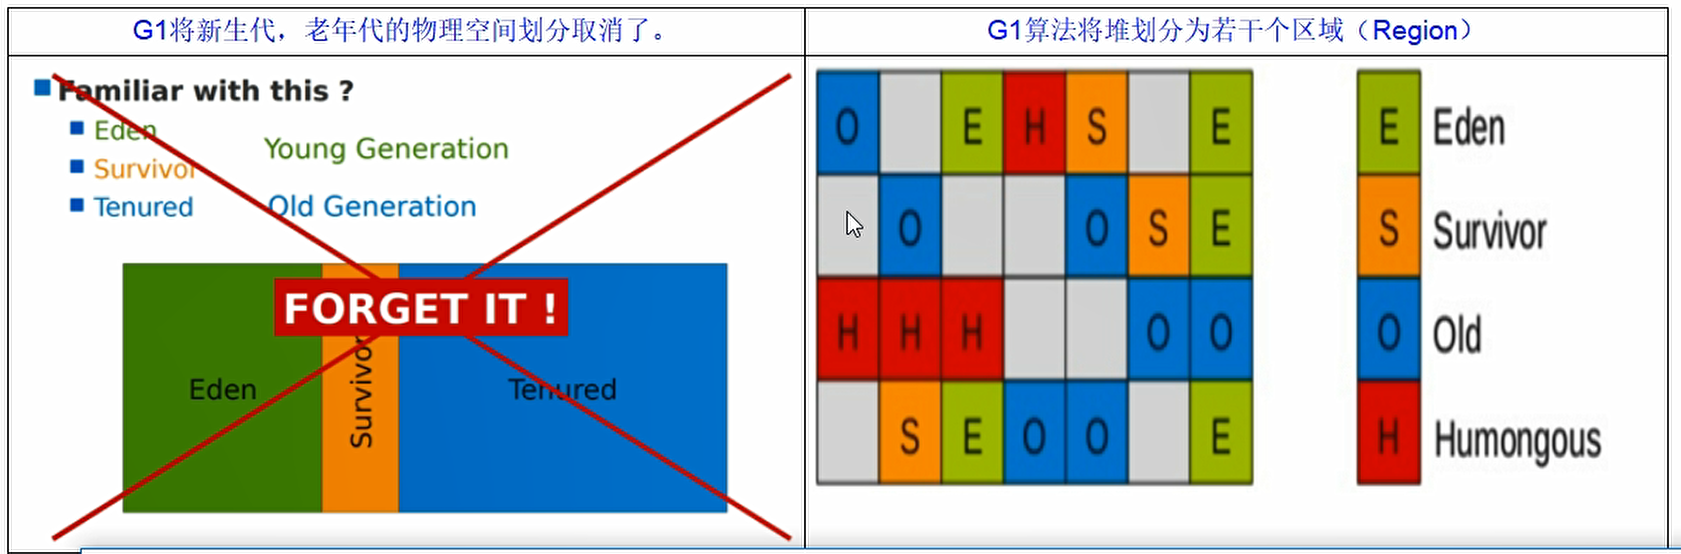 G1将新生代，老年代的物理空间划分取消了。
G1算法将堆划分为若干个区域（Region）
Familiar with this ?
Eden
Survivor
Tenured
Young Generation
Old Generation
FORGET IT !
Eden
Survivor
Tenured
O E H S E
O O S E
H H H O O
S E O O E
E Eden
S Survivor
O Old
H Humongous